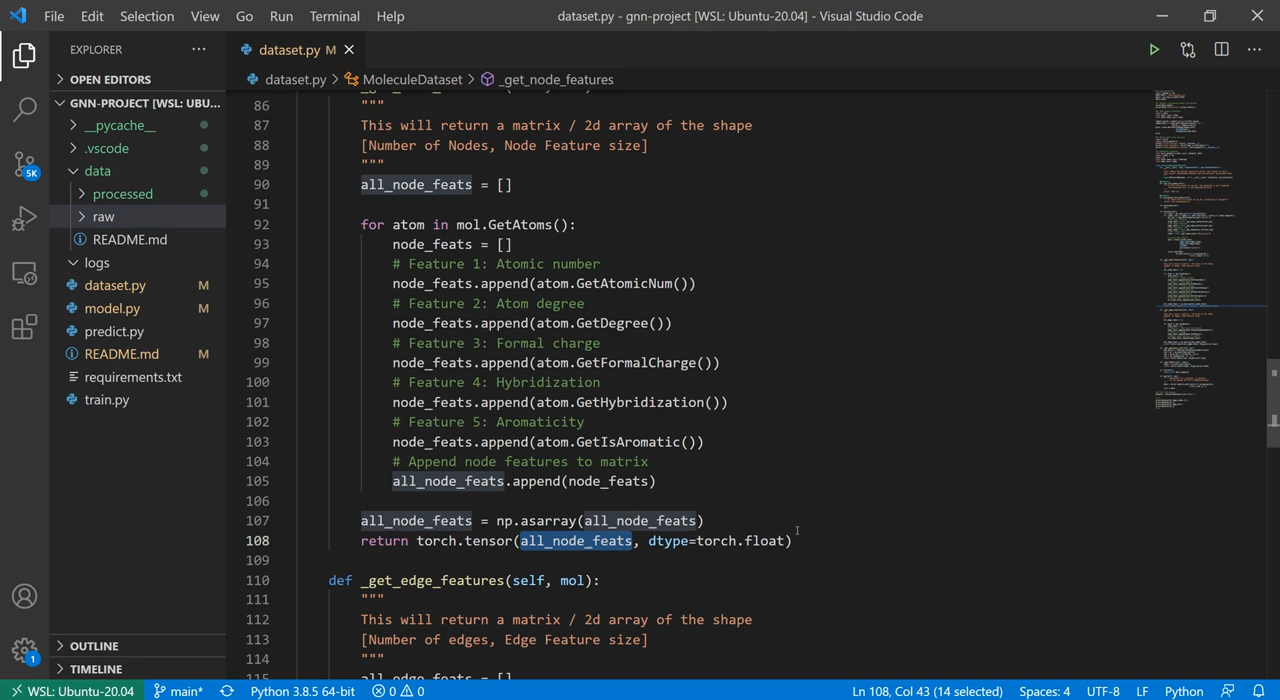 File Edit Selection View Go Run Terminal Help dataset.py - gnn-project [WSL: Ubuntu-20.04] - Visual Studio Code
EXPLORER ··· dataset.py M
OPEN EDITORS
dataset.py > MoleculeDataset > _get_node_features
GNN-PROJECT [WSL: UBU...
__pycache__
.vscode
data
processed
raw
README.md
logs
dataset.py M
model.py M
predict.py
README.md M
requirements.txt
train.py
OUTLINE
TIMELINE
5K
1
86 """
87 This will return a matrix / 2d array of the shape
88 [Number of Nodes, Node Feature size]
89 """
90 all_node_feats = []
91
92 for atom in mol.GetAtoms():
93 node_feats = []
94 # Feature 1: Atomic number
95 node_feats.append(atom.GetAtomicNum())
96 # Feature 2: Atom degree
97 node_feats.append(atom.GetDegree())
98 # Feature 3: Formal charge
99 node_feats.append(atom.GetFormalCharge())
100 # Feature 4: Hybridization
101 node_feats.append(atom.GetHybridization())
102 # Feature 5: Aromaticity
103 node_feats.append(atom.GetIsAromatic())
104 # Append node features to matrix
105 all_node_feats.append(node_feats)
106
107 all_node_feats = np.asarray(all_node_feats)
108 return torch.tensor(all_node_feats, dtype=torch.float)
109
110 def _get_edge_features(self, mol):
111 """
112 This will return a matrix / 2d array of the shape
113 [Number of edges, Edge Feature size]
114 """
115 all_edge_feats = []
WSL: Ubuntu-20.04 main* Python 3.8.5 64-bit 0 0 Ln 108, Col 43 (14 selected) Spaces: 4 UTF-8 LF Python